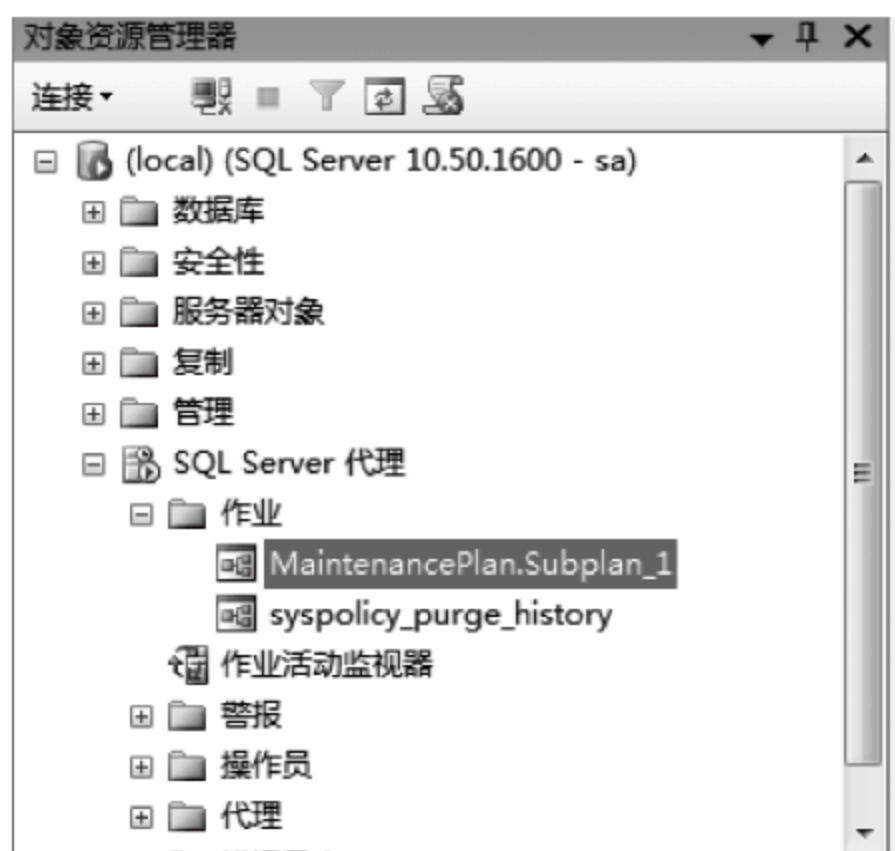 对象资源管理器
连接
(local) (SQL Server 10.50.1600 - sa)
数据库
安全性
服务器对象
复制
管理
SQL Server 代理
作业
MaintenancePlan.Subplan_1
syspolicy_purge_history
作业活动监视器
警报
操作员
代理